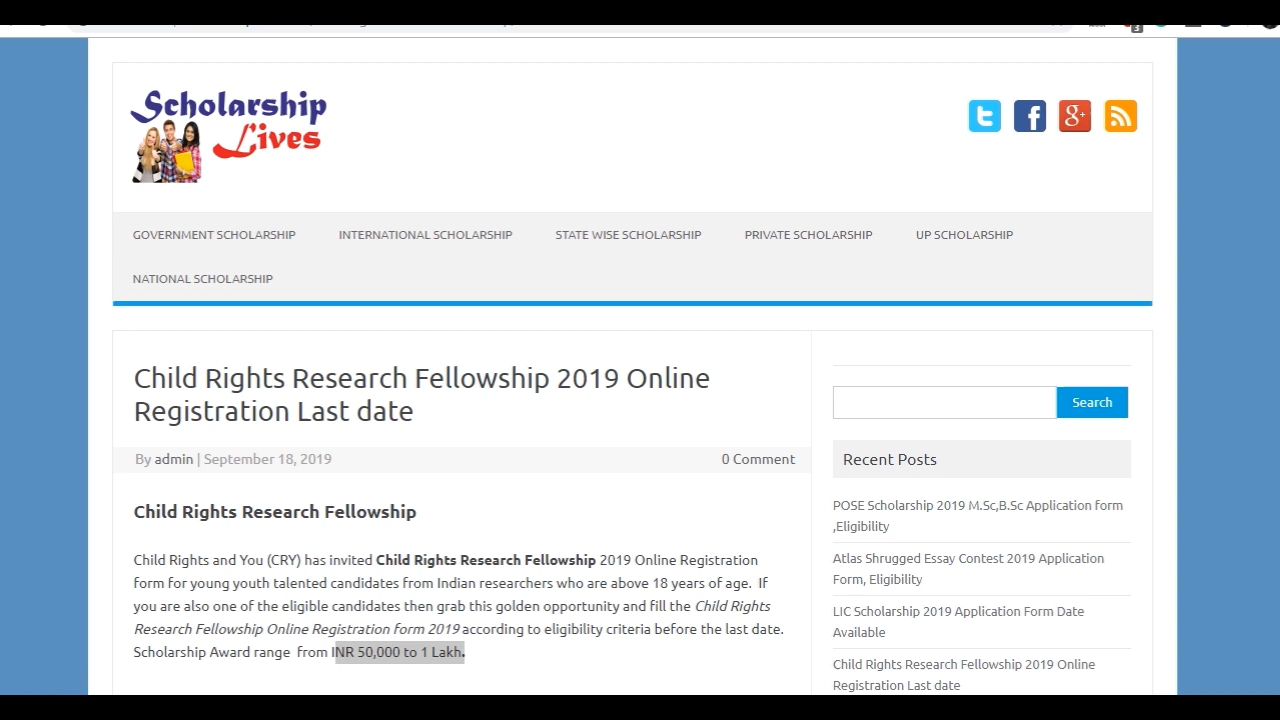 3
Scholarship
Lives
GOVERNMENT SCHOLARSHIP
INTERNATIONAL SCHOLARSHIP
STATE WISE SCHOLARSHIP
PRIVATE SCHOLARSHIP
UP SCHOLARSHIP
NATIONAL SCHOLARSHIP
Child Rights Research Fellowship 2019 Online
Registration Last date
By admin | September 18, 2019
0 Comment
Child Rights Research Fellowship
Child Rights and You (CRY) has invited Child Rights Research Fellowship 2019 Online Registration
form for young youth talented candidates from Indian researchers who are above 18 years of age. If
you are also one of the eligible candidates then grab this golden opportunity and fill the Child Rights
Research Fellowship Online Registration form 2019 according to eligibility criteria before the last date.
Scholarship Award range from INR 50,000 to 1 Lakh.
Search
Recent Posts
POSE Scholarship 2019 M.Sc,B.Sc Application form
,Eligibility
Atlas Shrugged Essay Contest 2019 Application
Form, Eligibility
LIC Scholarship 2019 Application Form Date
Available
Child Rights Research Fellowship 2019 Online
Registration Last date